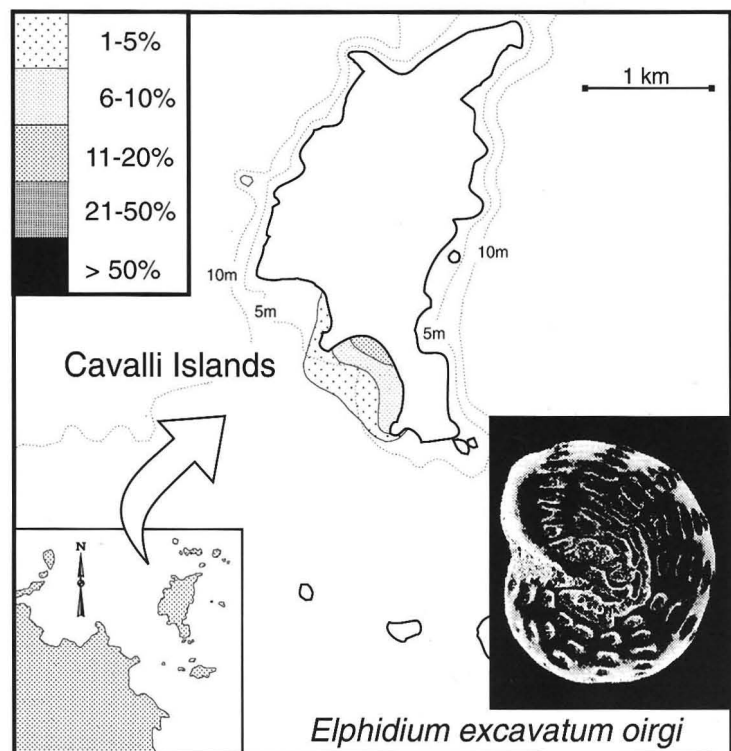 1-5%
6-10%
11-20%
21-50%
> 50%
1 km
10m
5m
10m
5m
Cavalli Islands
N
Elphidium excavatum oirgi